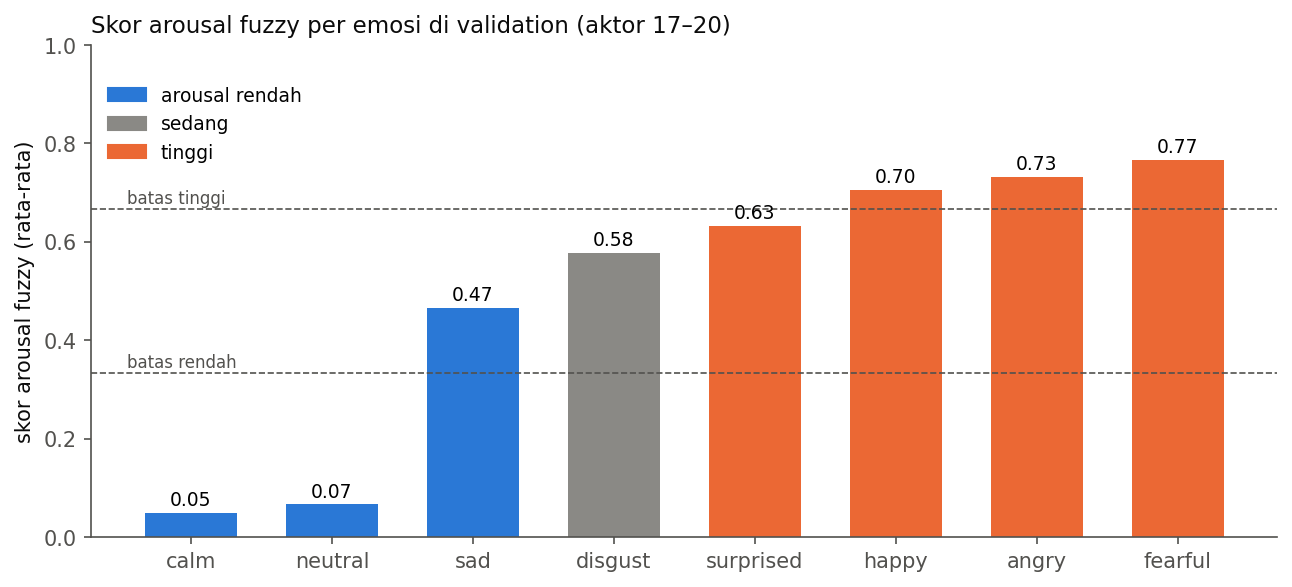 Skor arousal fuzzy per emosi di validation (aktor 17–20)
skor arousal fuzzy (rata-rata)
1.0
0.8
0.6
0.4
0.2
0.0
arousal rendah
sedang
tinggi
batas tinggi
batas rendah
0.05
0.07
0.47
0.58
0.63
0.70
0.73
0.77
calm
neutral
sad
disgust
surprised
happy
angry
fearful